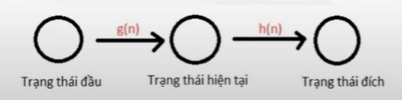 g(n)
h(n)
Trạng thái đầu
Trạng thái hiện tại
Trạng thái đích